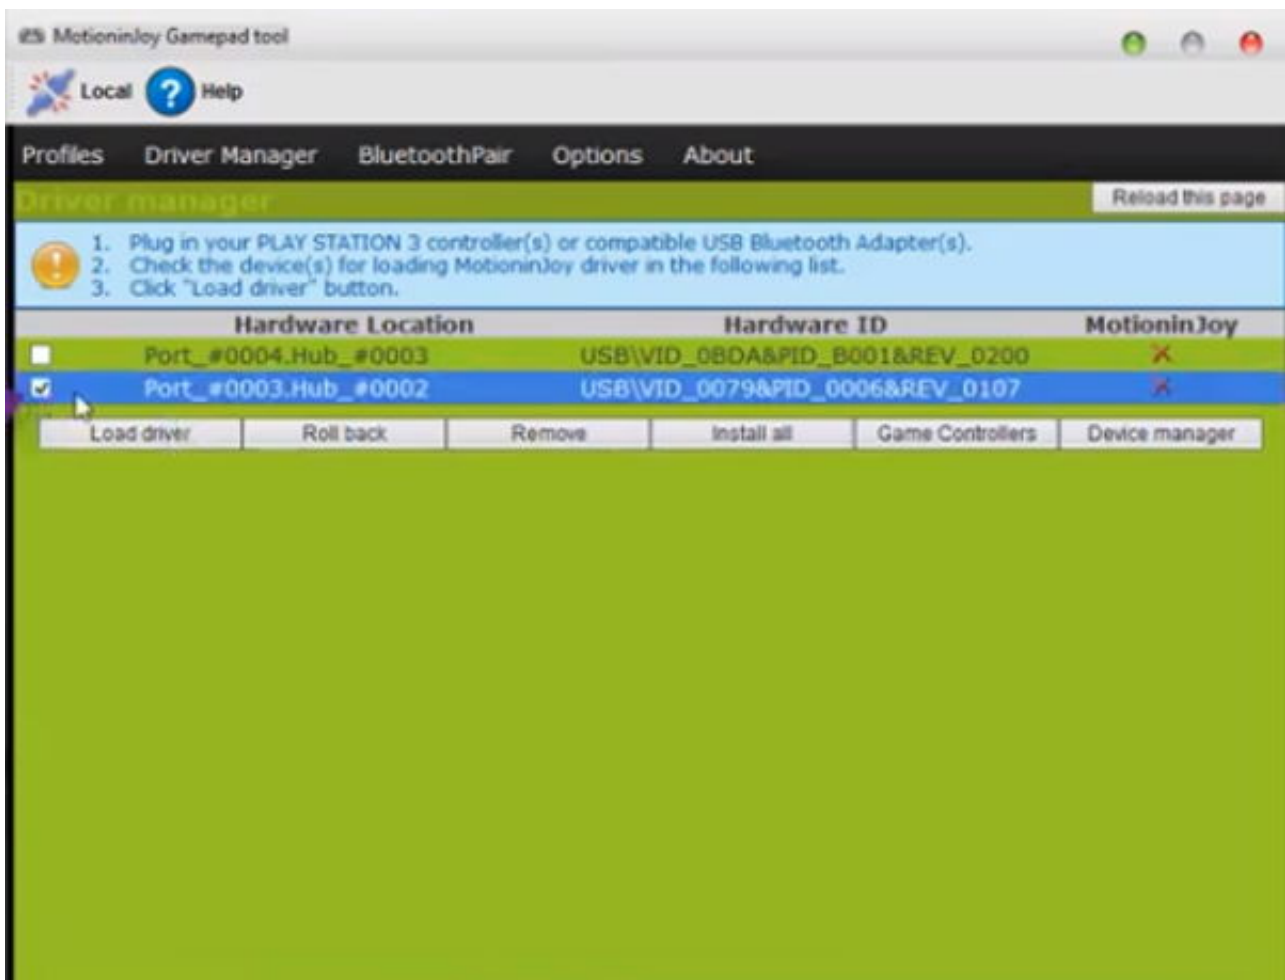 MotioninJoy Gamepad tool
Local Help
Profiles Driver Manager BluetoothPair Options About
Driver manager Reload this page
1. Plug in your PLAY STATION 3 controller(s) or compatible USB Bluetooth Adapter(s).
2. Check the device(s) for loading MotioninJoy driver in the following list.
3. Click "Load driver" button.
Hardware Location Hardware ID MotioninJoy
Port_#0004.Hub_#0003 USB\VID_0BDA&PID_B001&REV_0200
Port_#0003.Hub_#0002 USB\VID_0079&PID_0006&REV_0107
Load driver Roll back Remove Install all Game Controllers Device manager